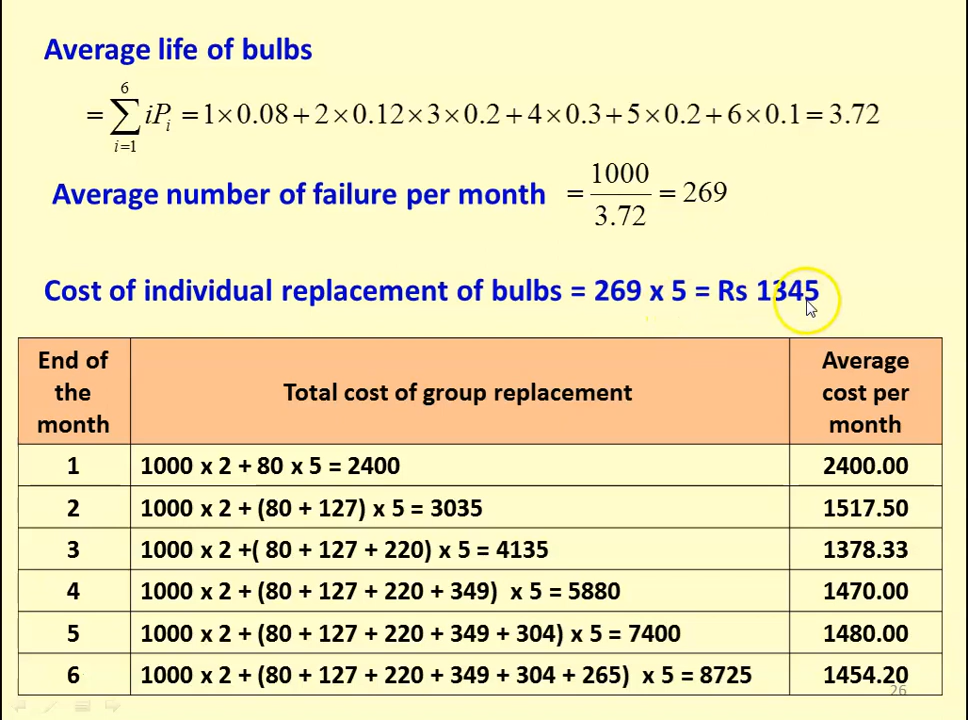 Average life of bulbs
= \sum_{i=1}^{6} iP_i = 1×0.08+2×0.12×3×0.2+4×0.3+5×0.2+6×0.1=3.72
Average number of failure per month = 1000/3.72 = 269
Cost of individual replacement of bulbs = 269 x 5 = Rs 1345
End of the month | Total cost of group replacement | Average cost per month
1 | 1000 x 2 + 80 x 5 = 2400 | 2400.00
2 | 1000 x 2 + (80 + 127) x 5 = 3035 | 1517.50
3 | 1000 x 2 +( 80 + 127 + 220) x 5 = 4135 | 1378.33
4 | 1000 x 2 + (80 + 127 + 220 + 349) x 5 = 5880 | 1470.00
5 | 1000 x 2 + (80 + 127 + 220 + 349 + 304) x 5 = 7400 | 1480.00
6 | 1000 x 2 + (80 + 127 + 220 + 349 + 304 + 265) x 5 = 8725 | 1454.20
26